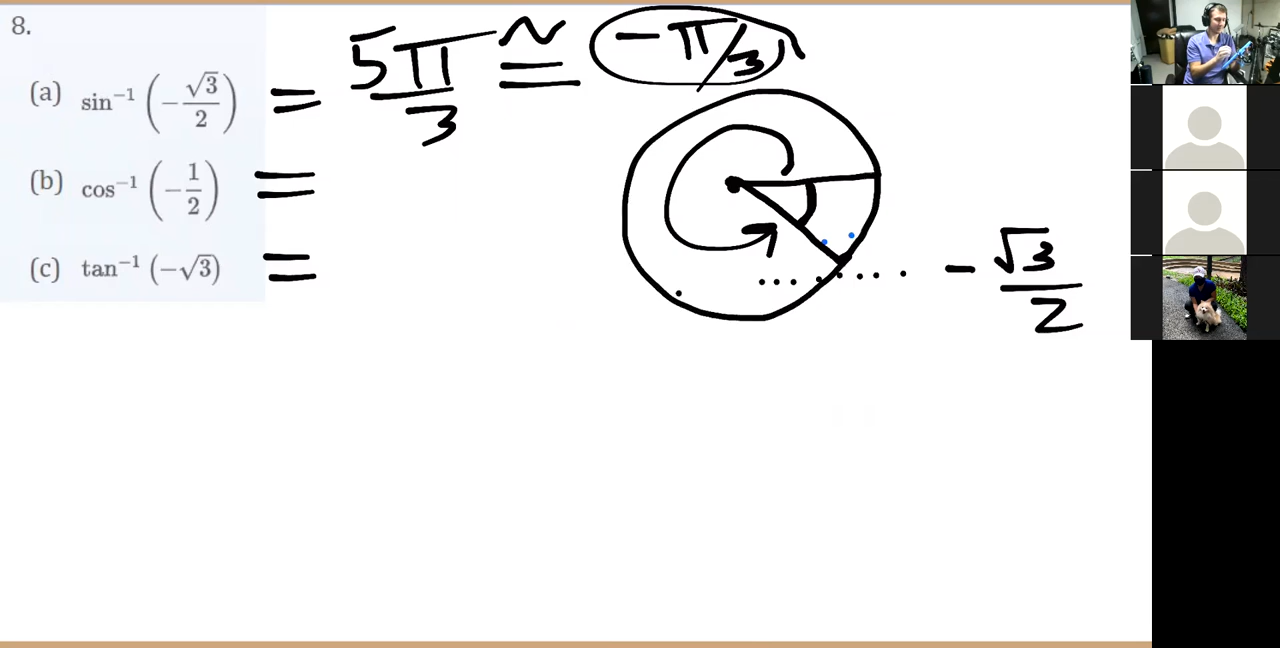 8.
(a) sin⁻¹ (-√3/2) = 5π/3 ≅ -π/3
(b) cos⁻¹ (-1/2) =
(c) tan⁻¹ (-√3) =
-√3/2